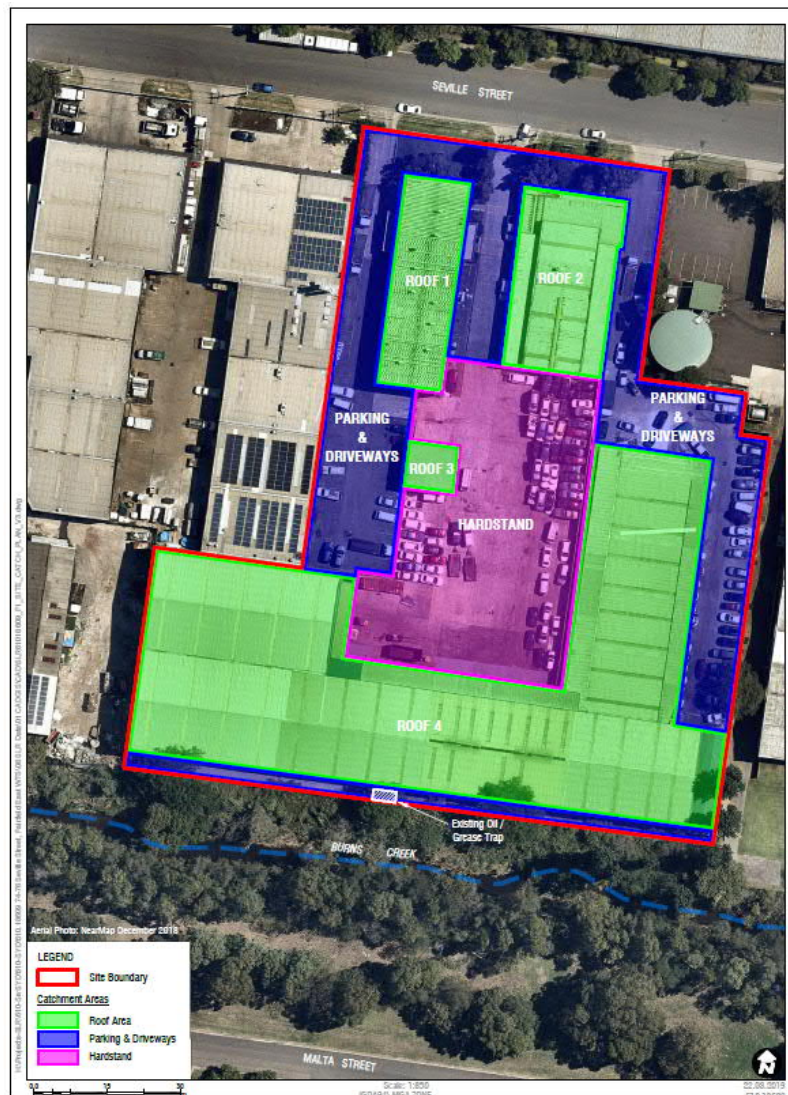 SEVILLE STREET
ROOF 1
ROOF 2
PARKING
&
DRIVEWAYS
PARKING
&
DRIVEWAYS
ROOF 3
HARDSTAND
ROOF 4
Existing Oil /
Grease Trap
BURNS CREEK
Aerial Photo: NearMap December 2018
LEGEND
Site Boundary
Catchment Areas
Roof Area
Parking & Driveways
Hardstand
MALTA STREET
N
Scale: 1:850
22.08.2019